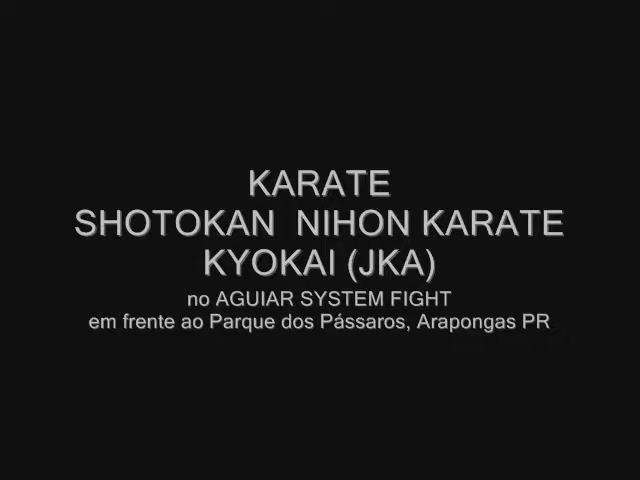 KARATE
SHOTOKAN NIHON KARATE
KYOKAI (JKA)
no AGUIAR SYSTEM FIGHT
em frente ao Parque dos Pássaros, Arapongas PR